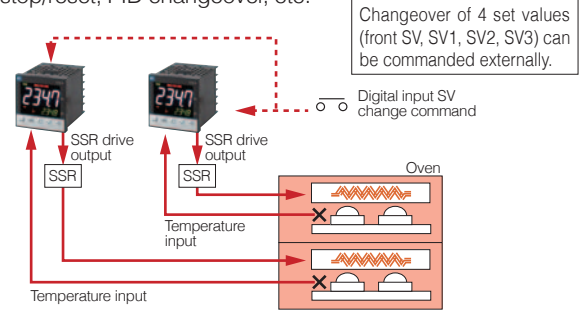 stop/reset, PID changeover, etc.
Changeover of 4 set values
(front SV, SV1, SV2, SV3) can
be commanded externally.
2347
2347
Digital input SV
change command
SSR drive
output
SSR drive
output
SSR
SSR
Oven
Temperature
input
Temperature input